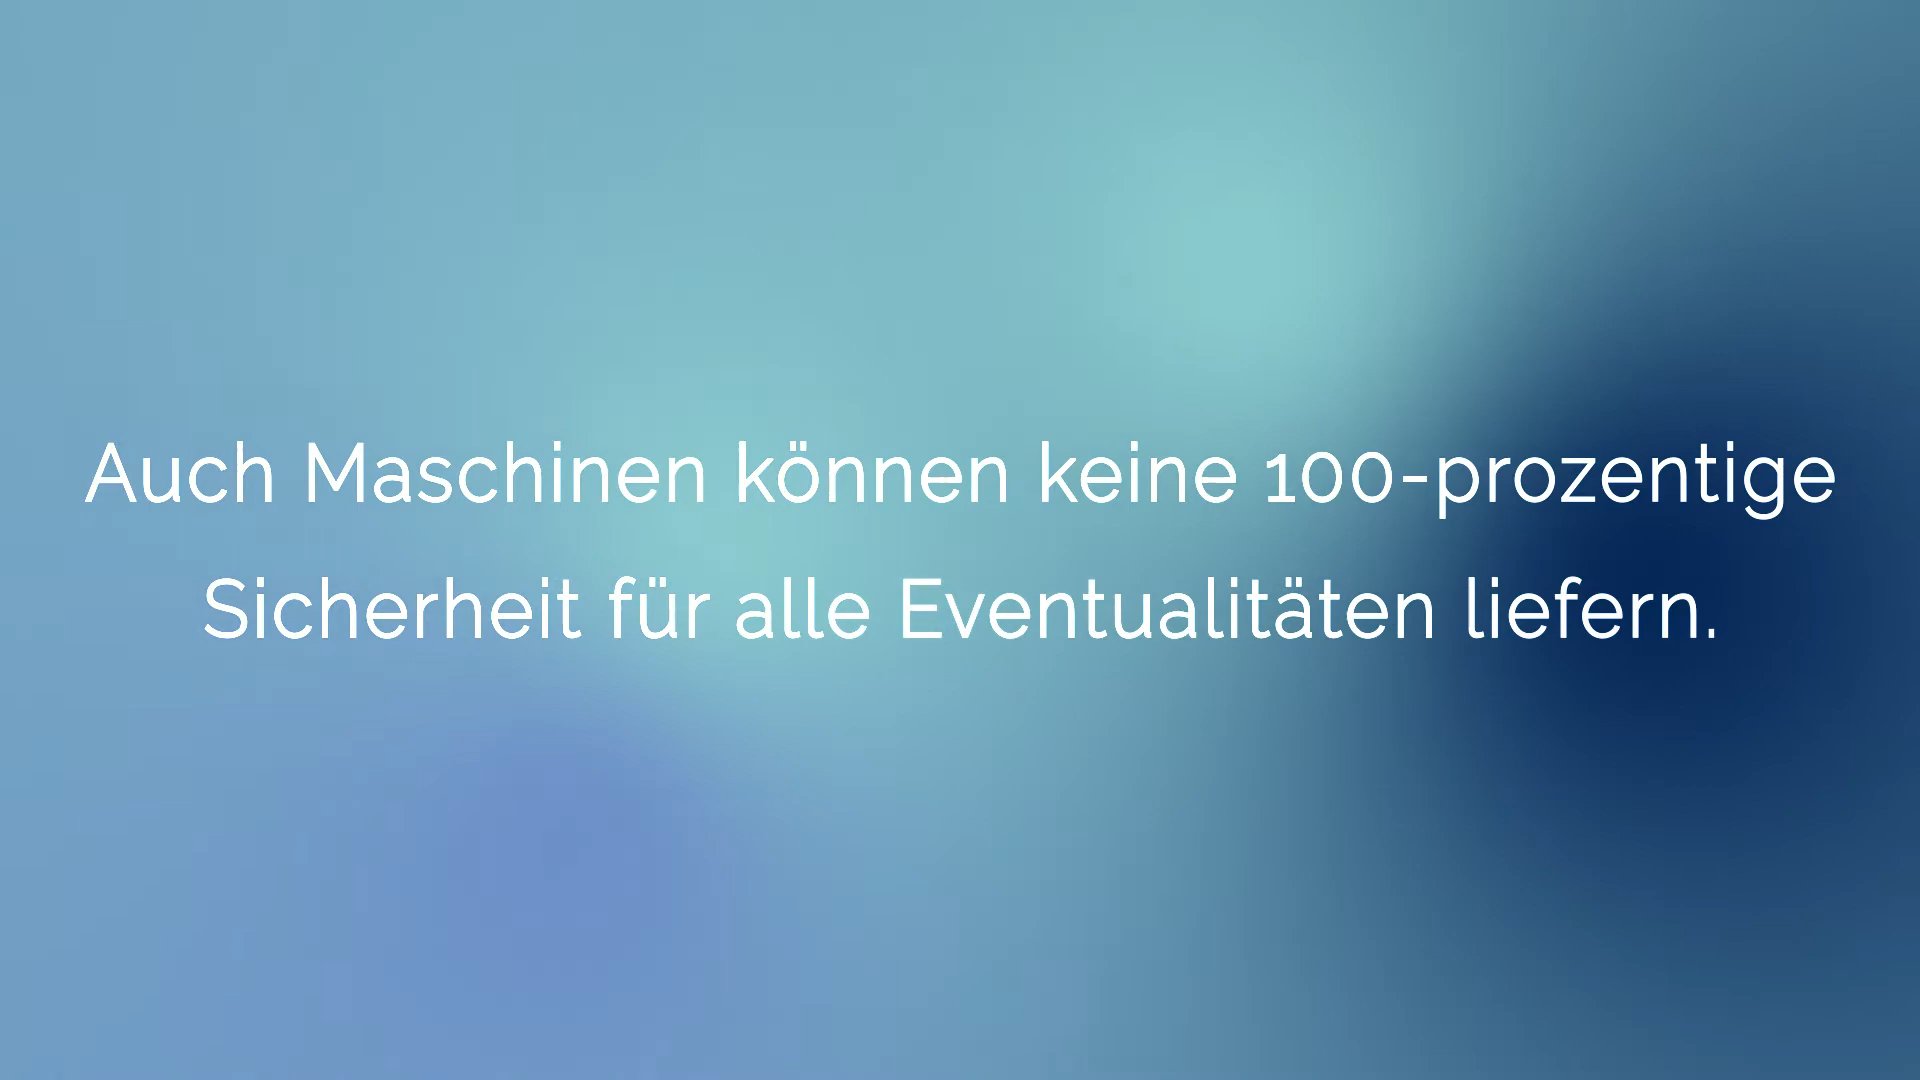 Auch Maschinen können keine 100-prozentige
Sicherheit für alle Eventualitäten liefern.